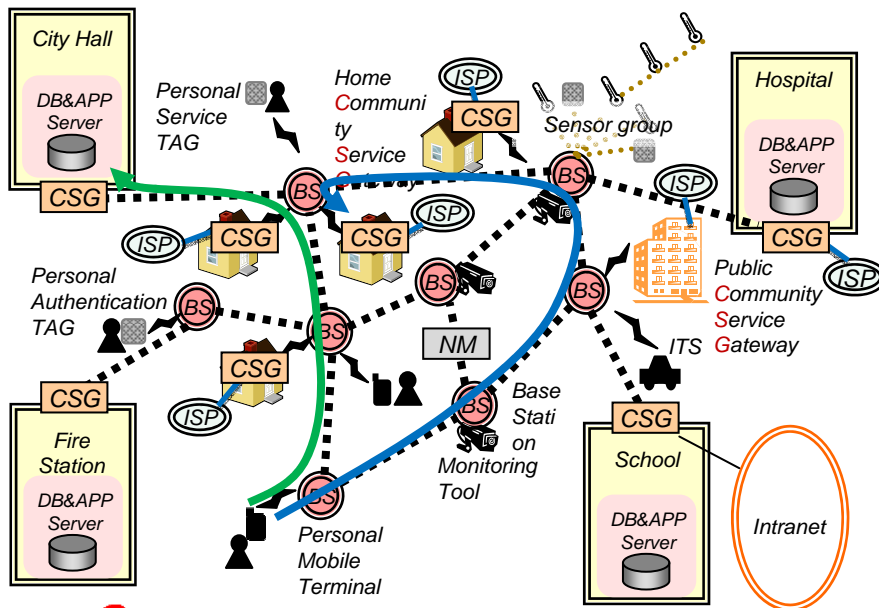 City Hall
DB&APP
Server
CSG
Personal
Service
TAG
Home
Communi
ty
Service
Gateway
ISP
CSG
Sensor group
Hospital
DB&APP
Server
CSG
ISP
ISP
BS
BS
ISP
CSG
CSG
ISP
Personal
Authentication
TAG
BS
BS
BS
BS
Public
Community
Service
Gateway
NM
ITS
CSG
ISP
CSG
Fire
Station
DB&APP
Server
BS
Base
Stati
on
Monitoring
Tool
BS
Personal
Mobile
Terminal
CSG
School
DB&APP
Server
Intranet